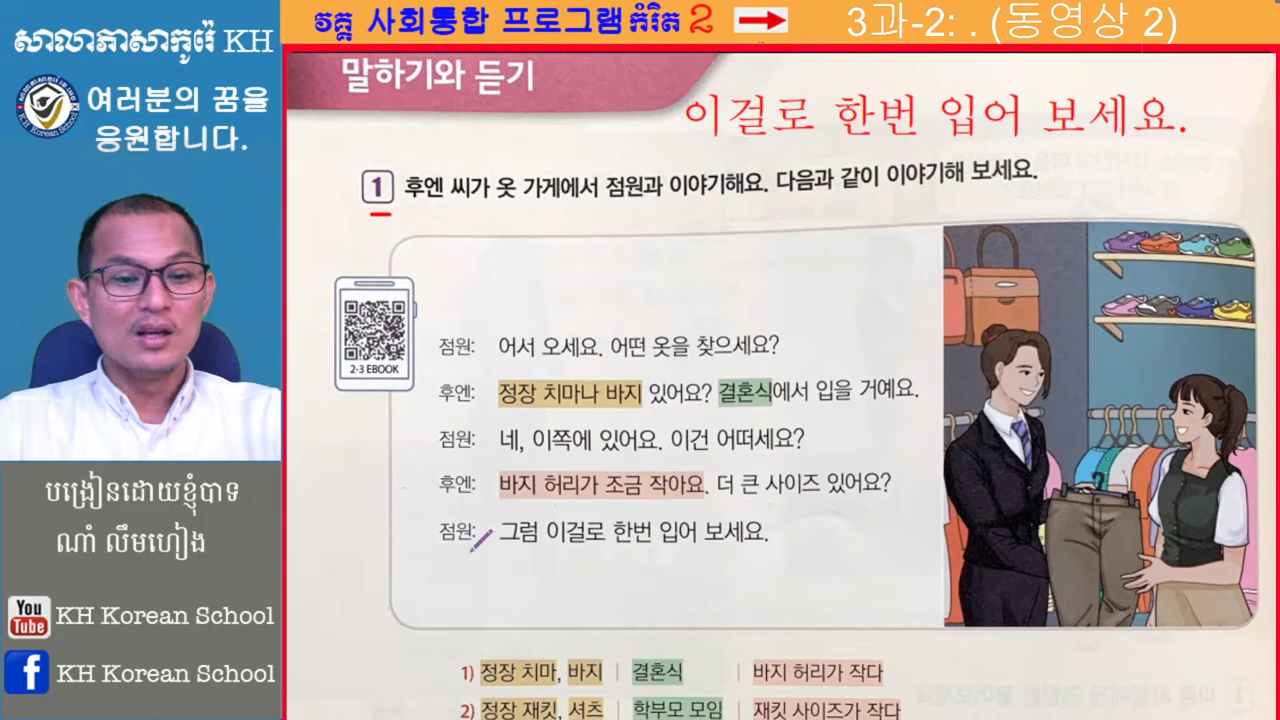 សាលាភាសាកូរ៉េ KH
여러분의 꿈을
응원합니다.
វគ្គ 사회통합 프로그램 កំរិត 2
3과-2: . (동영상 2)
말하기와 듣기
이걸로 한번 입어 보세요.
1 후엔 씨가 옷 가게에서 점원과 이야기해요. 다음과 같이 이야기해 보세요.
2-3 EBOOK
점원: 어서 오세요. 어떤 옷을 찾으세요?
후엔: 정장 치마나 바지 있어요? 결혼식에서 입을 거예요.
점원: 네, 이쪽에 있어요. 이건 어떠세요?
후엔: 바지 허리가 조금 작아요. 더 큰 사이즈 있어요?
점원: 그럼 이걸로 한번 입어 보세요.
1) 정장 치마, 바지 | 결혼식 | 바지 허리가 작다
2) 정장 재킷, 셔츠 | 학부모 모임 | 재킷 사이즈가 작다
បង្រៀនដោយខ្ញុំបាទ
ណាំ លឹមហៀង
You Tube KH Korean School
f KH Korean School